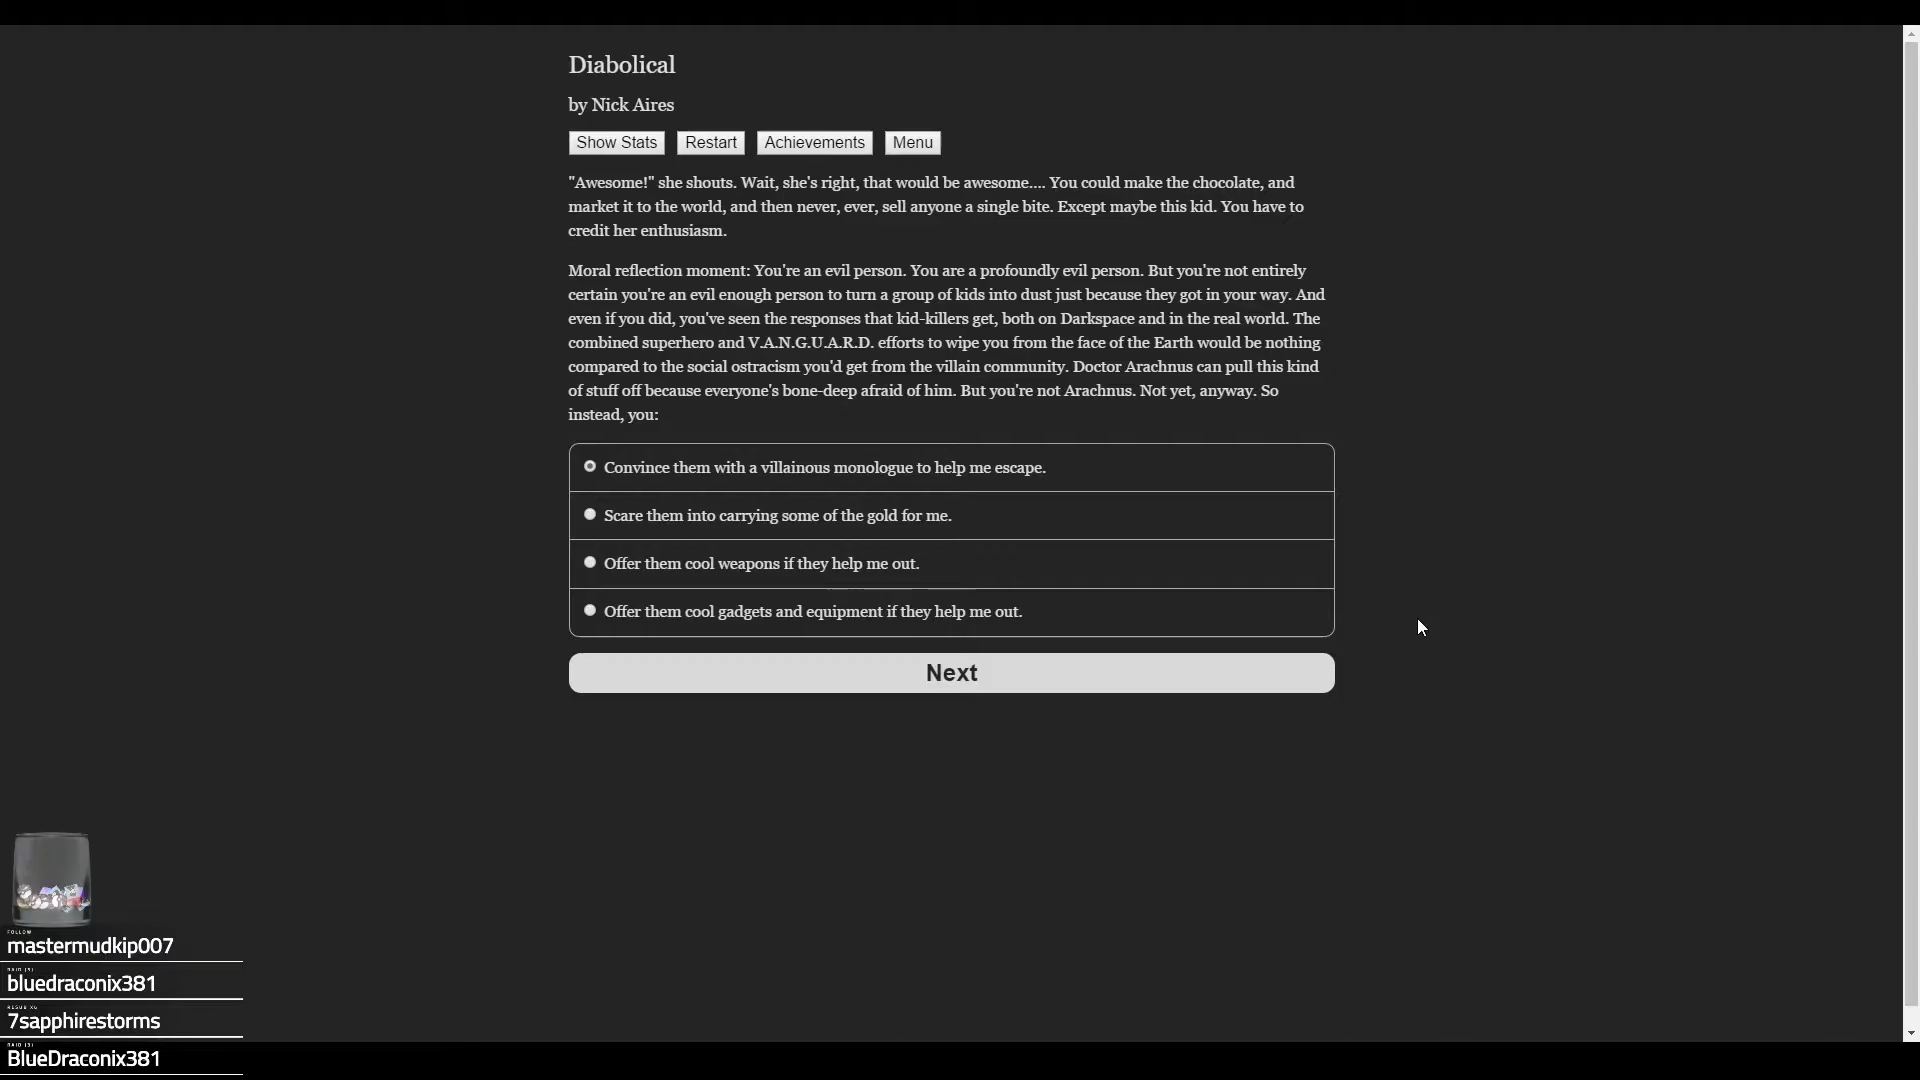 Diabolical
by Nick Aires
Show Stats Restart Achievements Menu
"Awesome!" she shouts. Wait, she's right, that would be awesome.... You could make the chocolate, and
market it to the world, and then never, ever, sell anyone a single bite. Except maybe this kid. You have to
credit her enthusiasm.
Moral reflection moment: You're an evil person. You are a profoundly evil person. But you're not entirely
certain you're an evil enough person to turn a group of kids into dust just because they got in your way. And
even if you did, you've seen the responses that kid-killers get, both on Darkspace and in the real world. The
combined superhero and V.A.N.G.U.A.R.D. efforts to wipe you from the face of the Earth would be nothing
compared to the social ostracism you'd get from the villain community. Doctor Arachnus can pull this kind
of stuff off because everyone's bone-deep afraid of him. But you're not Arachnus. Not yet, anyway. So
instead, you:
Convince them with a villainous monologue to help me escape.
Scare them into carrying some of the gold for me.
Offer them cool weapons if they help me out.
Offer them cool gadgets and equipment if they help me out.
Next
FOLLOW
mastermudkip007
bluedraconix381
7sapphirestorms
BlueDraconix381